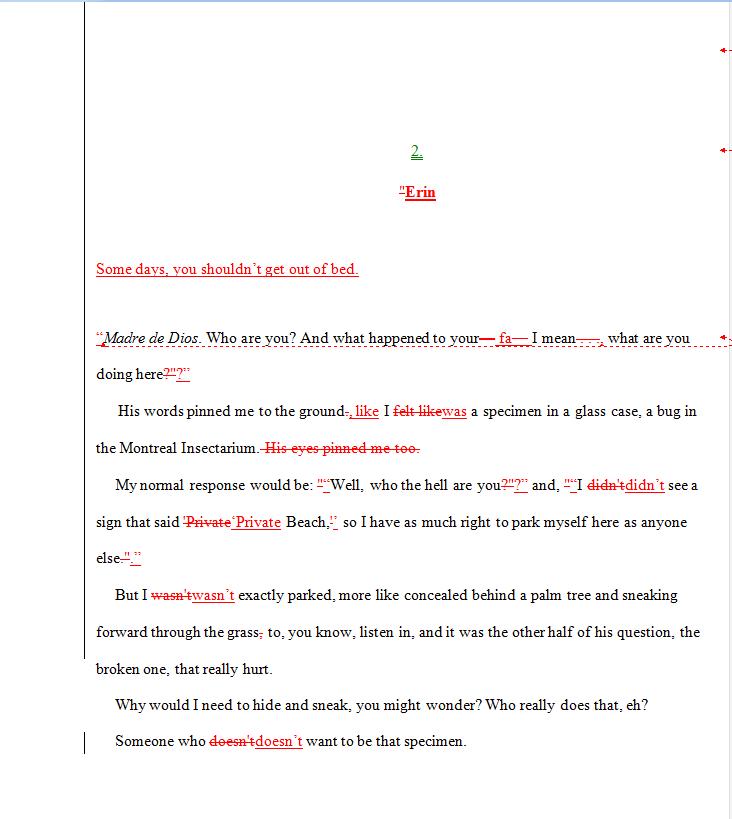 2.
"Erin
Some days, you shouldn’t get out of bed.
“Madre de Dios. Who are you? And what happened to your— fa— I mean . . ., what are you
doing here?"?”
His words pinned me to the ground., like I felt likewas a specimen in a glass case, a bug in
the Montreal Insectarium. His eyes pinned me too.
My normal response would be: "“Well, who the hell are you?"?” and, "“I didn'tdidn’t see a
sign that said 'Private‘Private Beach,'’ so I have as much right to park myself here as anyone
else.".”
But I wasn'twasn’t exactly parked, more like concealed behind a palm tree and sneaking
forward through the grass, to, you know, listen in, and it was the other half of his question, the
broken one, that really hurt.
Why would I need to hide and sneak, you might wonder? Who really does that, eh?
Someone who doesn'tdoesn’t want to be that specimen.